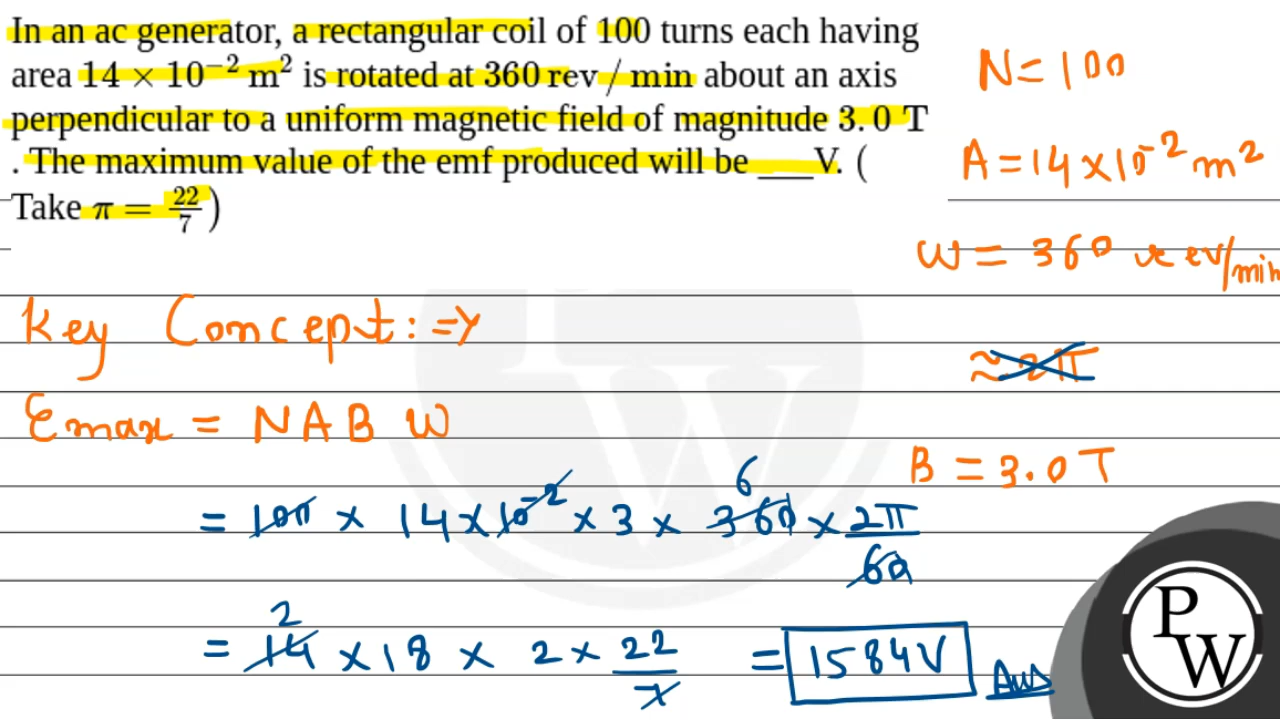 In an ac generator, a rectangular coil of 100 turns each having
area 14 × 10⁻² m² is rotated at 360 rev / min about an axis
perpendicular to a uniform magnetic field of magnitude 3. 0 T
. The maximum value of the emf produced will be ___V. (
Take π = 22/7)
N = 100
A = 14 × 10⁻² m²
W = 360 rev/min
≈ 2π
B = 3.0 T
Key Concept : ⇒
Emax = N A B W
= 100 × 14 × 10⁻² × 3 × 360 6 × 2π/60
= 14 2 × 18 × 2 × 22/7 = 1584V Ans
P
W